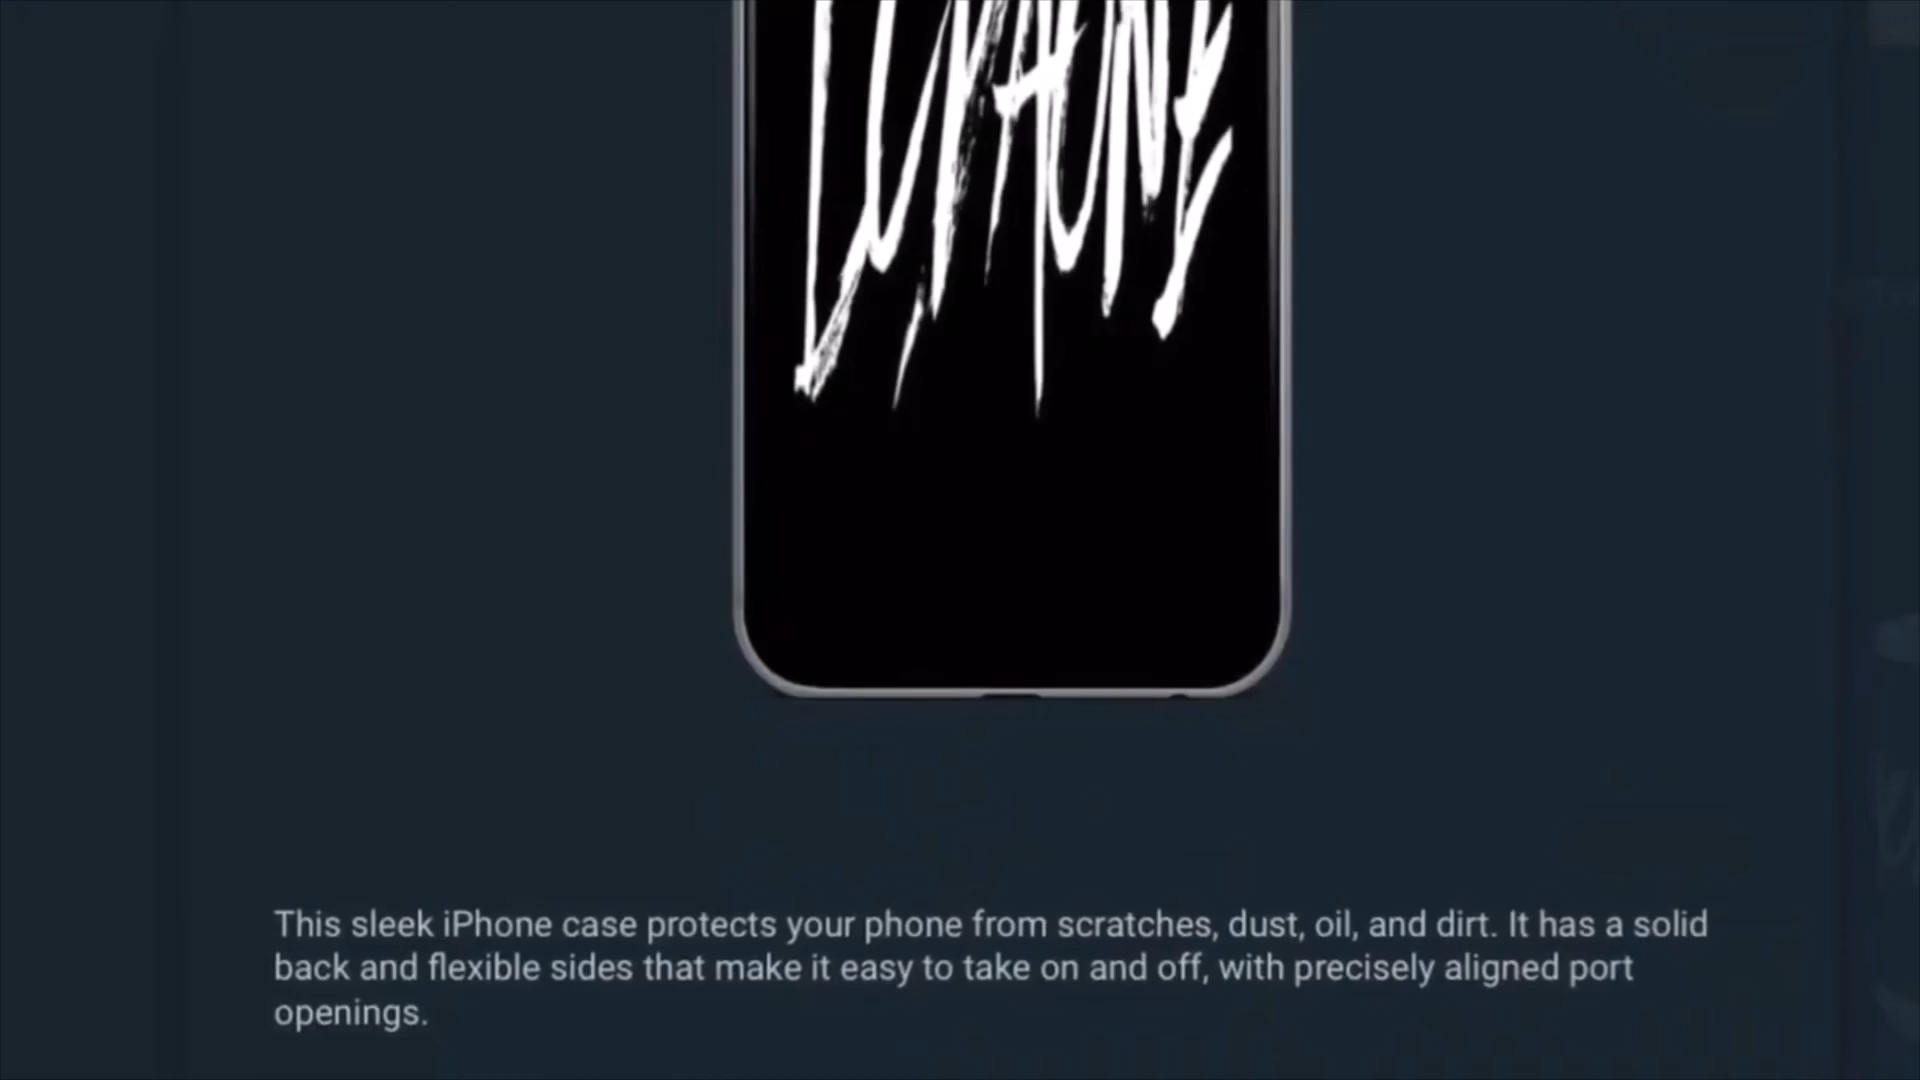 This sleek iPhone case protects your phone from scratches, dust, oil, and dirt. It has a solid
back and flexible sides that make it easy to take on and off, with precisely aligned port
openings.